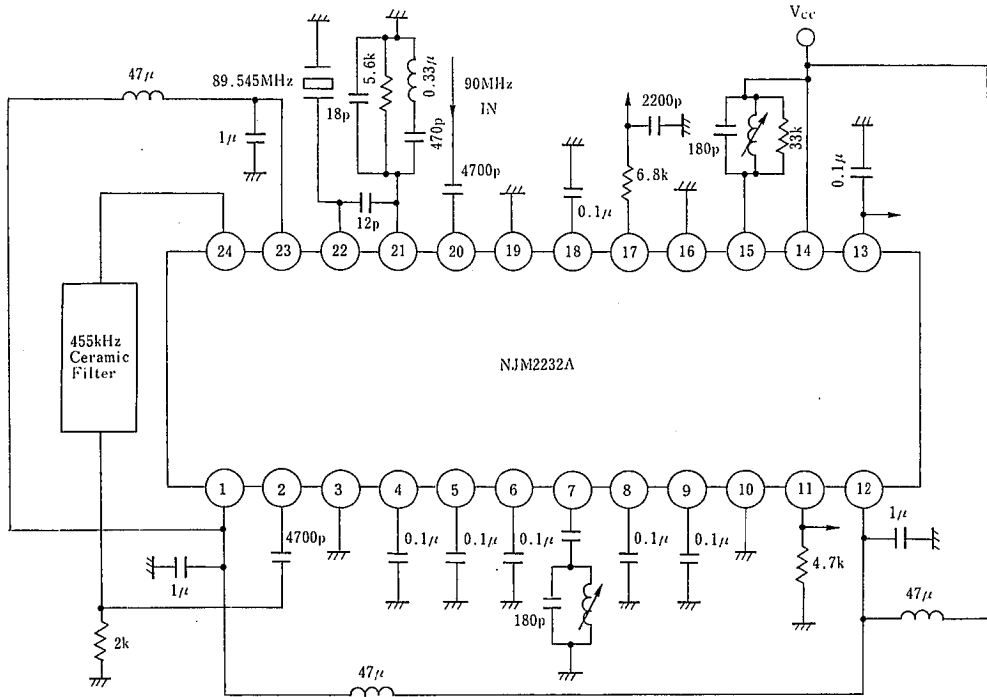 Vcc
47μ
89.545MHz
5.6k
0.33μ
90MHz
IN
2200p
1μ
18p
470p
180p
33k
0.1μ
4700p
6.8k
0.1μ
12p
24
23
22
21
20
19
18
17
16
15
14
13
455kHz
Ceramic
Filter
NJM2232A
1
2
3
4
5
6
7
8
9
10
11
12
4700p
0.1μ
0.1μ
0.1μ
0.1μ
0.1μ
1μ
1μ
4.7k
180p
47μ
2k
47μ